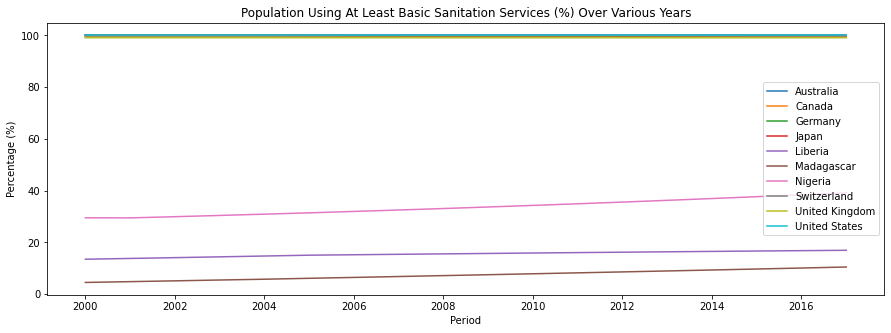 Population Using At Least Basic Sanitation Services (%) Over Various Years
Percentage (%)
100
80
60
40
20
0
Australia
Canada
Germany
Japan
Liberia
Madagascar
Nigeria
Switzerland
United Kingdom
United States
2000
2002
2004
2006
2008
2010
2012
2014
2016
Period